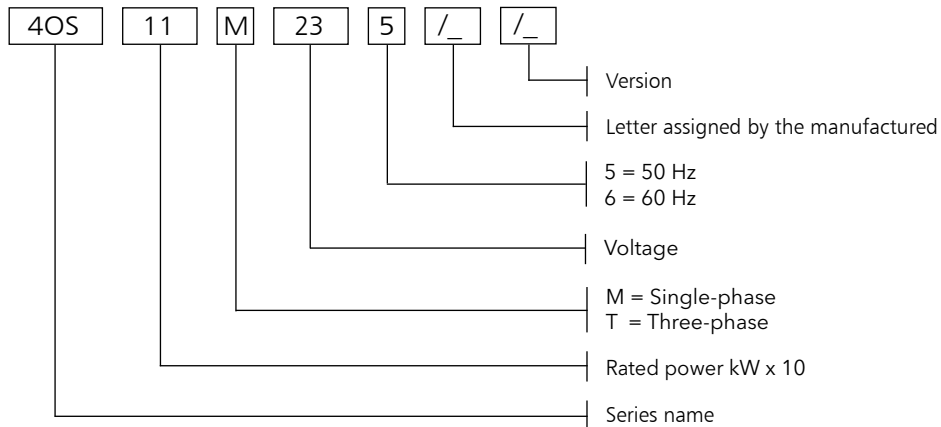 4OS 11 M 23 5 /_ /_
Version
Letter assigned by the manufactured
5 = 50 Hz
6 = 60 Hz
Voltage
M = Single-phase
T = Three-phase
Rated power kW x 10
Series name